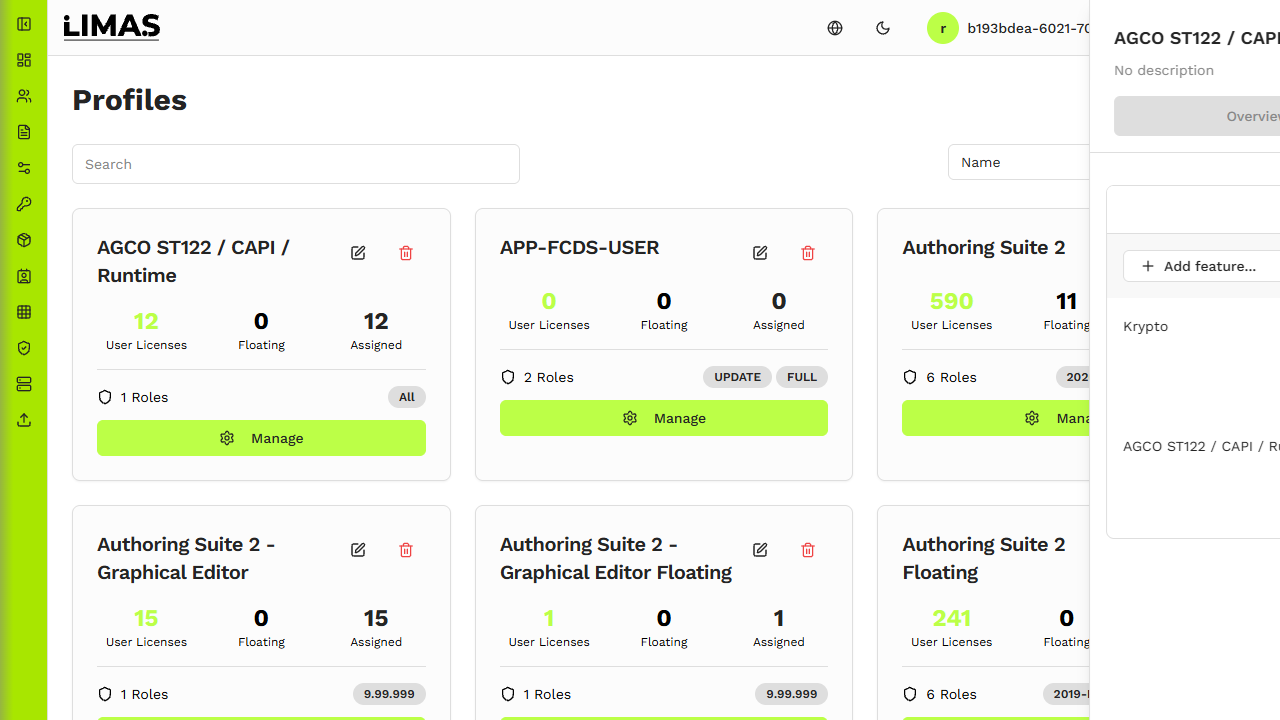 LIMAS
r
b193bdea-6021-70
Profiles
Search
Name
AGCO ST122 / CAPI /
Runtime
12
User Licenses
0
Floating
12
Assigned
1 Roles
All
Manage
APP-FCDS-USER
0
User Licenses
0
Floating
0
Assigned
2 Roles
UPDATE
FULL
Manage
Authoring Suite 2
590
User Licenses
11
Floating
6 Roles
202
Mana
Authoring Suite 2 -
Graphical Editor
15
User Licenses
0
Floating
15
Assigned
1 Roles
9.99.999
Authoring Suite 2 -
Graphical Editor Floating
1
User Licenses
0
Floating
1
Assigned
1 Roles
9.99.999
Authoring Suite 2
Floating
241
User Licenses
0
Floating
6 Roles
2019-
AGCO ST122 / CAPI
No description
Overview
Add feature...
Krypto
AGCO ST122 / CAPI / Ru